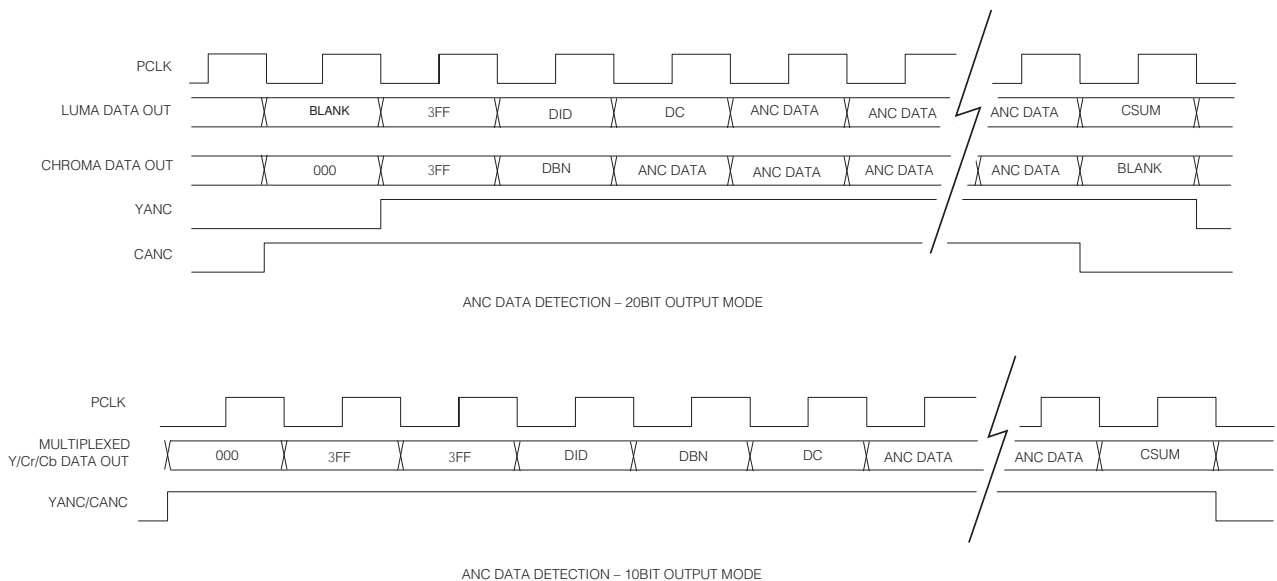 PCLK
LUMA DATA OUT BLANK 3FF DID DC ANC DATA ANC DATA ANC DATA CSUM
CHROMA DATA OUT 000 3FF DBN ANC DATA ANC DATA ANC DATA ANC DATA BLANK
YANC
CANC
ANC DATA DETECTION – 20BIT OUTPUT MODE
PCLK
MULTIPLEXED
Y/Cr/Cb DATA OUT 000 3FF 3FF DID DBN DC ANC DATA ANC DATA CSUM
YANC/CANC
ANC DATA DETECTION – 10BIT OUTPUT MODE